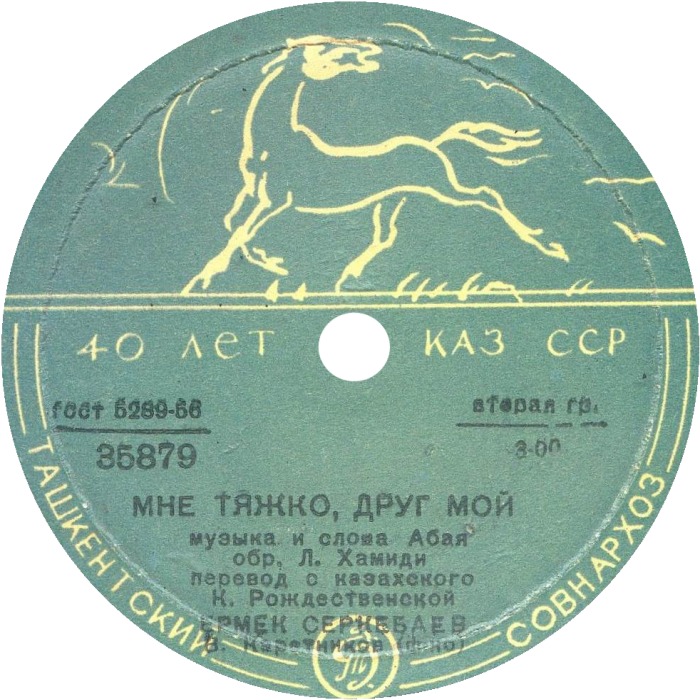 40 лет КАЗ ССР
гост 5289-56
вторая гр.
35879
3-00
МНЕ ТЯЖКО, ДРУГ МОЙ
музыка и слова Абая
обр. Л. Хамиди
перевод с казахского
К. Рождественской
ЕРМЕК СЕРКЕБАЕВ
В. (ф-но)
ТАШКЕНТСКИЙ СОВНАРХОЗ